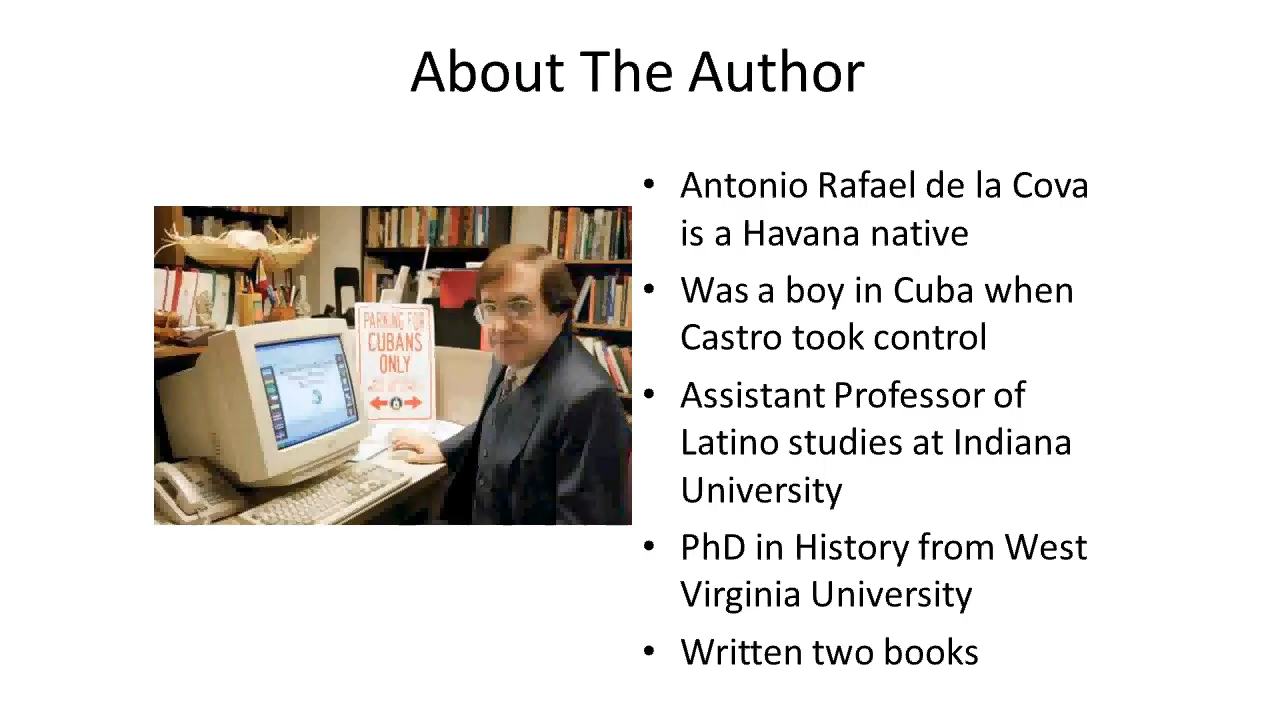 About The Author
• Antonio Rafael de la Cova
is a Havana native
• Was a boy in Cuba when
Castro took control
• Assistant Professor of
Latino studies at Indiana
University
• PhD in History from West
Virginia University
• Written two books
PARKING FOR
CUBANS
ONLY